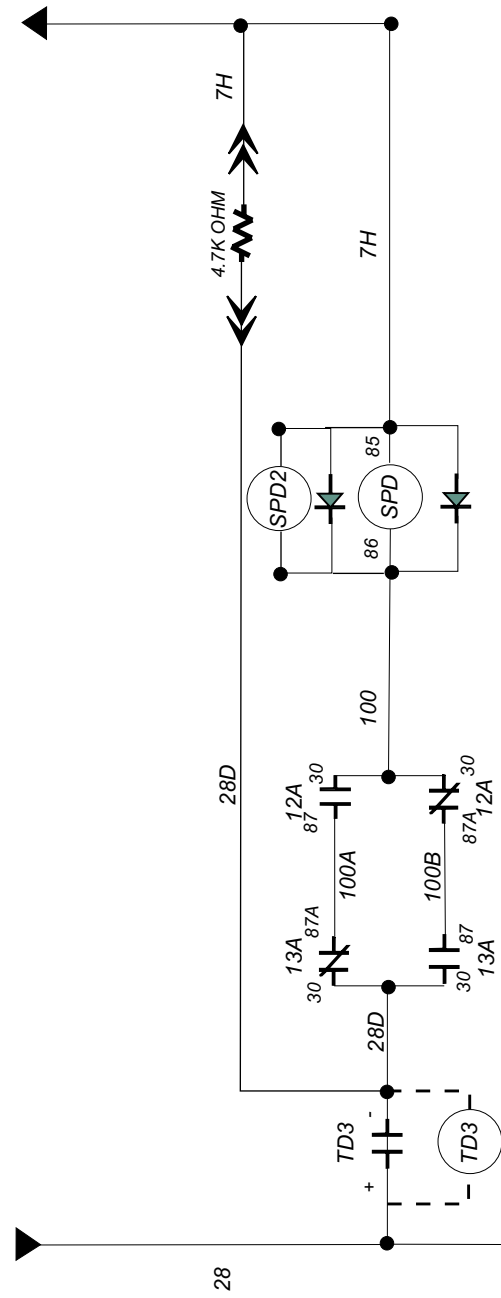 7H
4.7K OHM
7H
SPD2
85
SPD
86
100
28D
30
12A
87
30
12A
87A
100A
100B
87A
13A
30
87
13A
30
28D
-
TD3
+
TD3
28